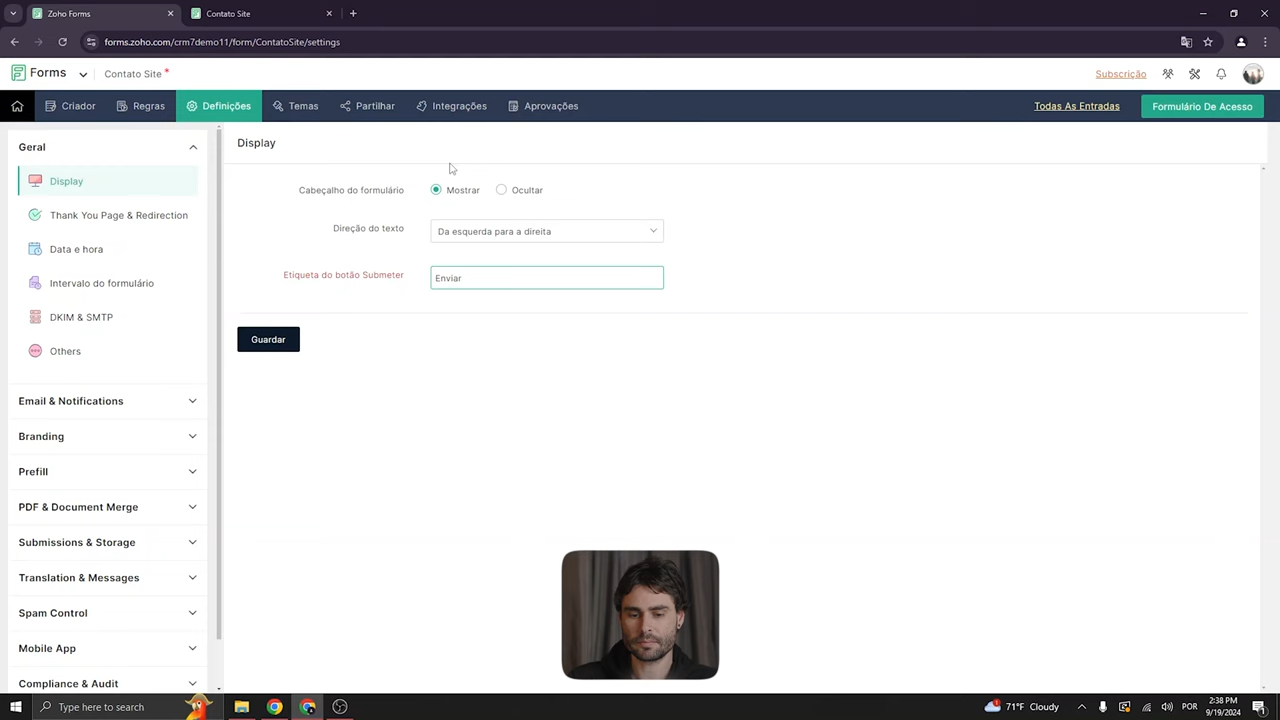 Zoho Forms
Contato Site
forms.zoho.com/crm7demo11/form/ContatoSite/settings
Forms
Contato Site *
Subscrição
Criador
Regras
Definições
Temas
Partilhar
Integrações
Aprovações
Todas As Entradas
Formulário De Acesso
Geral
Display
Thank You Page & Redirection
Data e hora
Intervalo do formulário
DKIM & SMTP
Others
Email & Notifications
Branding
Prefill
PDF & Document Merge
Submissions & Storage
Translation & Messages
Spam Control
Mobile App
Compliance & Audit
Display
Cabeçalho do formulário
Mostrar
Ocultar
Direção do texto
Da esquerda para a direita
Etiqueta do botão Submeter
Enviar
Guardar
Type here to search
71°F Cloudy
POR
2:38 PM
9/19/2024